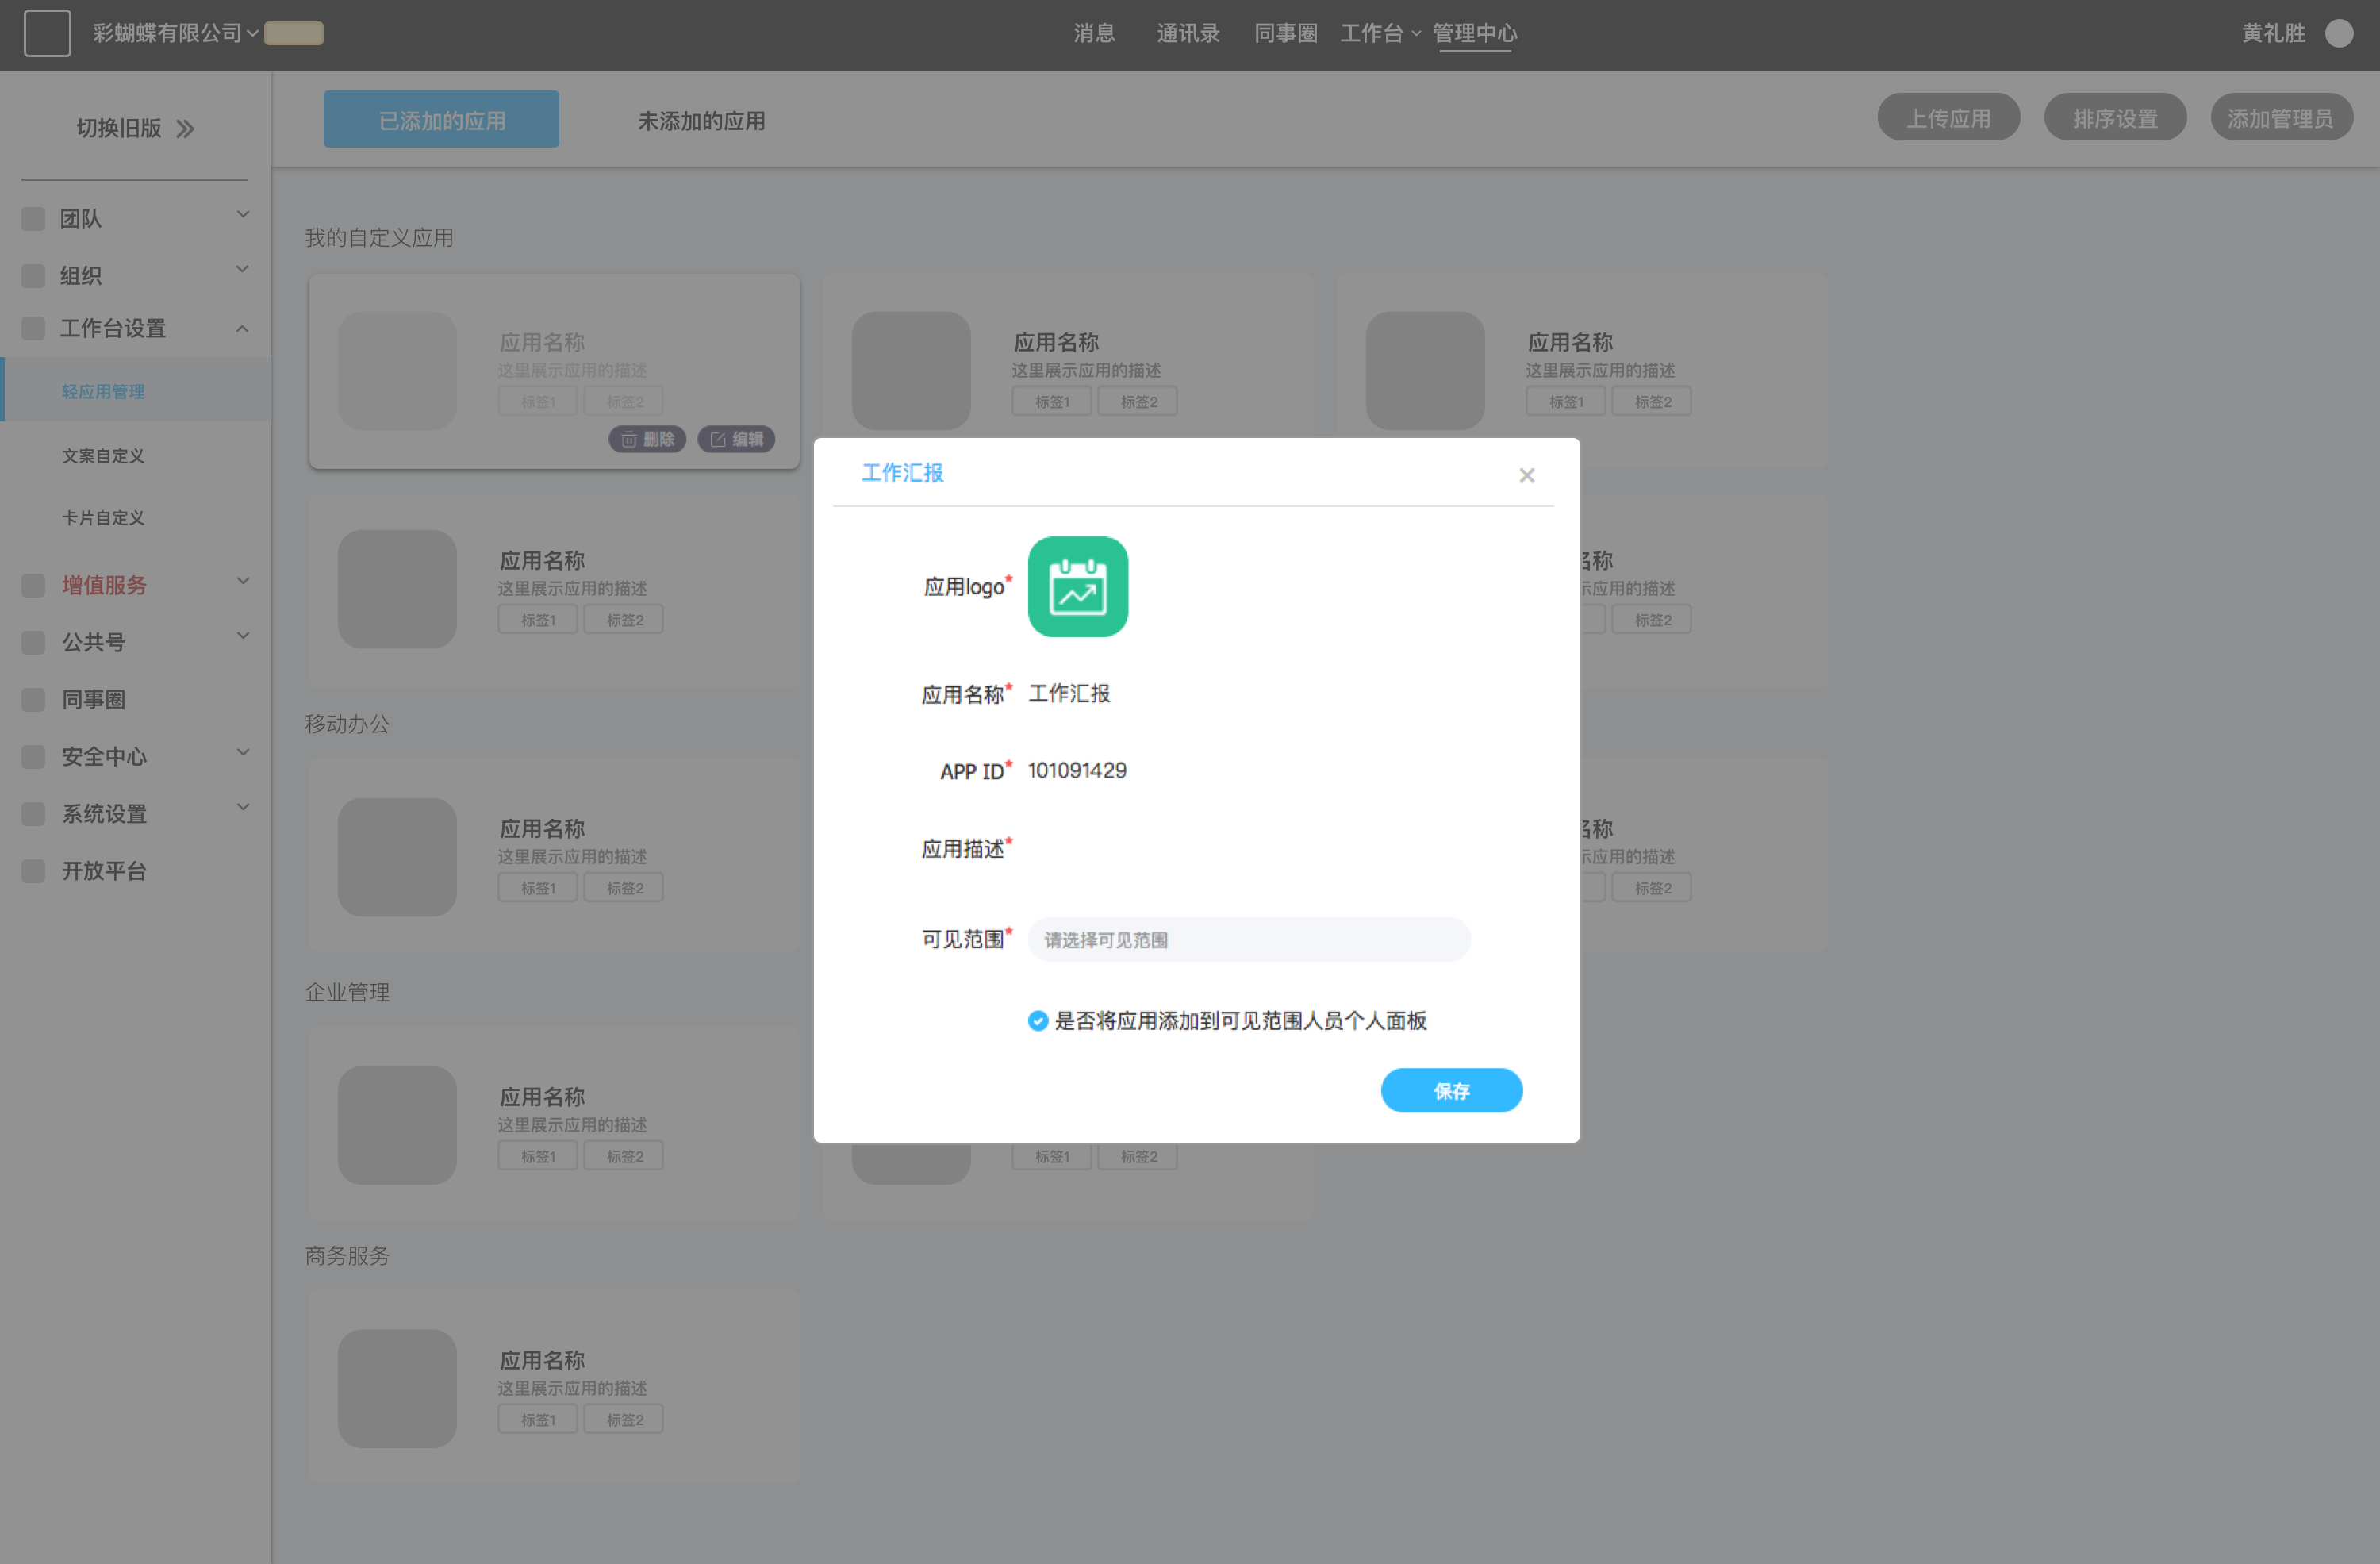 彩蝴蝶有限公司
消息
通讯录
同事圈
工作台
管理中心
黄礼胜
切换旧版
已添加的应用
未添加的应用
上传应用
排序设置
添加管理员
团队
组织
工作台设置
轻应用管理
文案自定义
卡片自定义
增值服务
公共号
同事圈
安全中心
系统设置
开放平台
我的自定义应用
应用名称
这里展示应用的描述
标签1
标签2
删除
编辑
应用名称
这里展示应用的描述
标签1
标签2
应用名称
这里展示应用的描述
标签1
标签2
应用名称
这里展示应用的描述
标签1
标签2
称
示应用的描述
标签2
移动办公
应用名称
这里展示应用的描述
标签1
标签2
称
示应用的描述
标签2
企业管理
应用名称
这里展示应用的描述
标签1
标签2
标签1
标签2
商务服务
应用名称
这里展示应用的描述
标签1
标签2
工作汇报
应用logo*
应用名称* 工作汇报
APP ID* 101091429
应用描述*
可见范围* 请选择可见范围
是否将应用添加到可见范围人员个人面板
保存